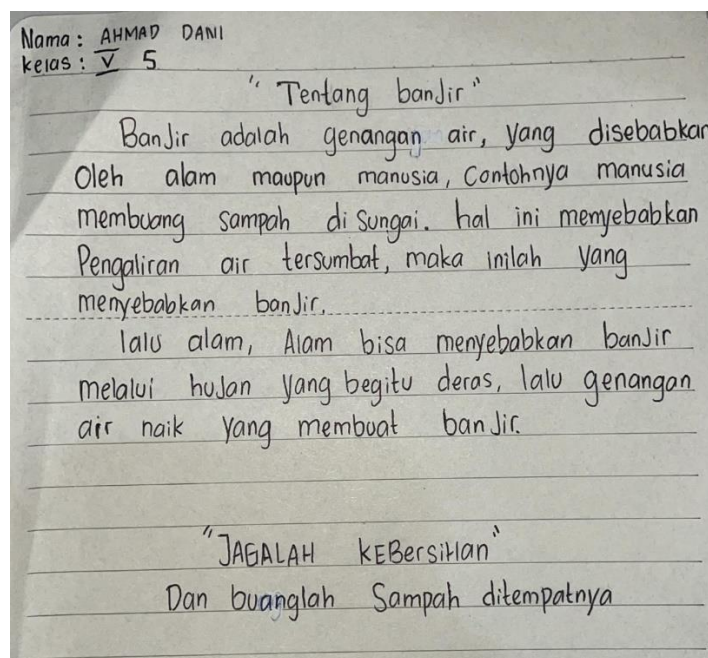 Nama : AHMAD DANI
kelas : V 5
" Tentang banJir "
BanJir adalah genangan air, yang disebabkan
Oleh alam maupun manusia, Contohnya manusia
membuang sampah di sungai. hal ini menyebabkan
Pengaliran air tersumbat, maka inilah yang
menyebabkan banJir.
lalu alam, Alam bisa menyebabkan banJir
melalui huJan yang begitu deras, lalu genangan
air naik yang membuat banJir.
"JAGALAH KEBersiHan"
Dan buanglah Sampah ditempatnya